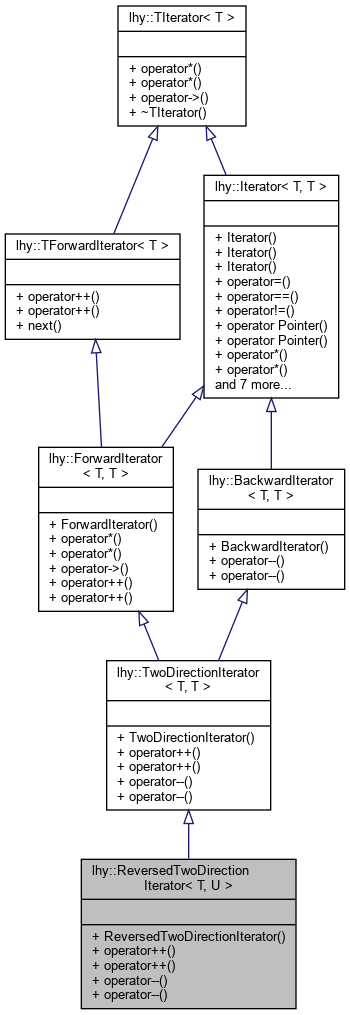 lhy::TIterator< T >
+ operator*()
+ operator*()
+ operator->()
+ ~TIterator()
lhy::Iterator< T, T >
+ Iterator()
+ Iterator()
+ Iterator()
+ operator=()
+ operator==()
+ operator!=()
+ operator Pointer()
+ operator Pointer()
+ operator*()
+ operator*()
and 7 more...
lhy::TForwardIterator< T >
+ operator++()
+ operator++()
+ next()
lhy::ForwardIterator
< T, T >
+ ForwardIterator()
+ operator*()
+ operator*()
+ operator->()
+ operator++()
+ operator++()
lhy::BackwardIterator
< T, T >
+ BackwardIterator()
+ operator--()
+ operator--()
lhy::TwoDirectionIterator
< T, T >
+ TwoDirectionIterator()
+ operator++()
+ operator++()
+ operator--()
+ operator--()
lhy::ReversedTwoDirection
Iterator< T, U >
+ ReversedTwoDirectionIterator()
+ operator++()
+ operator++()
+ operator--()
+ operator--()